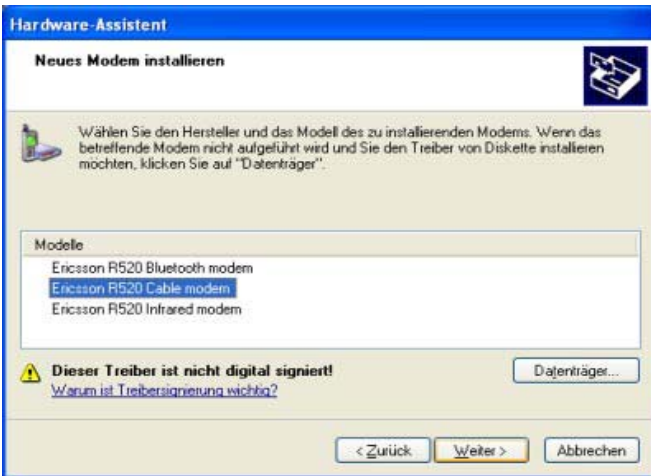 Hardware-Assistent
Neues Modem installieren
Wählen Sie den Hersteller und das Modell des zu installierenden Modems. Wenn das
betreffende Modem nicht aufgeführt wird und Sie den Treiber von Diskette installieren
möchten, klicken Sie auf "Datenträger".
Modelle
Ericsson R520 Bluetooth modem
Ericsson R520 Cable modem
Ericsson R520 Infrared modem
Dieser Treiber ist nicht digital signiert!
Datenträger...
Warum ist Treibersignierung wichtig?
< Zurück
Weiter >
Abbrechen